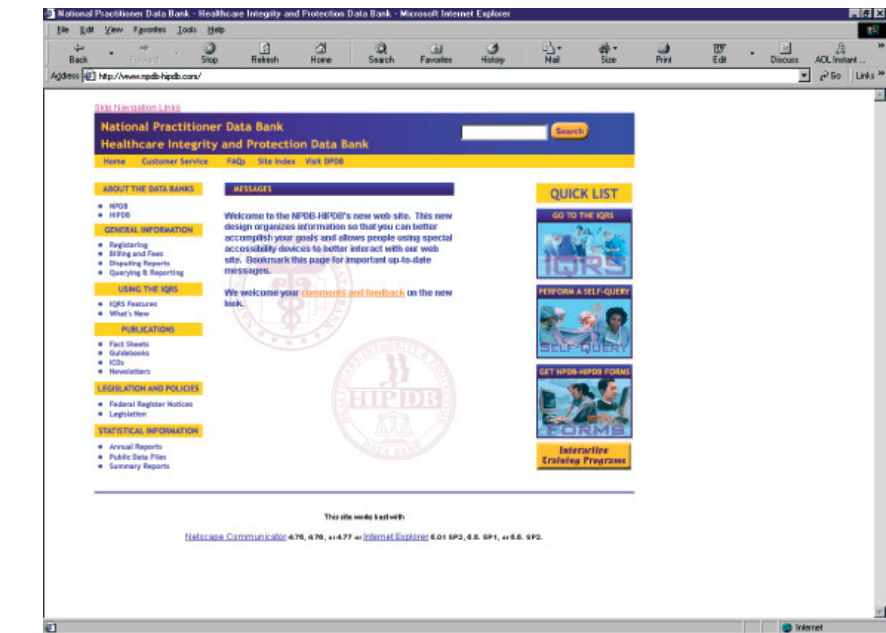 National Practitioner Data Bank - Healthcare Integrity and Protection Data Bank - Microsoft Internet Explorer
File Edit View Favorites Tools Help
Back Forward Stop Refresh Home Search Favorites History Mail Size Print Edit Discuss AOL Instant ...
Address http://www.npdb-hipdb.com/ Go Links »
Skip Navigation Links
National Practitioner Data Bank
Healthcare Integrity and Protection Data Bank
Search
Home Customer Service FAQs Site Index Visit DPDB
ABOUT THE DATA BANKS
• NPDB
• HIPDB
GENERAL INFORMATION
• Registering
• Billing and Fees
• Disputing Reports
• Querying & Reporting
USING THE IQRS
• IQRS Features
• What's New
PUBLICATIONS
• Fact Sheets
• Guidebooks
• ICDs
• Newsletters
LEGISLATION AND POLICIES
• Federal Register Notices
• Legislation
STATISTICAL INFORMATION
• Annual Reports
• Public Data Files
• Summary Reports
MESSAGES
Welcome to the NPDB-HIPDB's new web site. This new
design organizes information so that you can better
accomplish your goals and allows people using special
accessibility devices to better interact with our web
site. Bookmark this page for important up-to-date
messages.
We welcome your comments and feedback on the new
look.
HEALTHCARE INTEGRITY & PROTECTION
HIPDB
DATA BANK
QUICK LIST
GO TO THE IQRS
IQRS
PERFORM A SELF-QUERY
SELF-QUERY
GET NPDB-HIPDB FORMS
FORMS
Interactive
Training Programs
This site works best with
Netscape Communicator 4.75, 4.76, or 4.77 or Internet Explorer 5.01 SP2, 5.5. SP1, or 5.5. SP2.
Internet